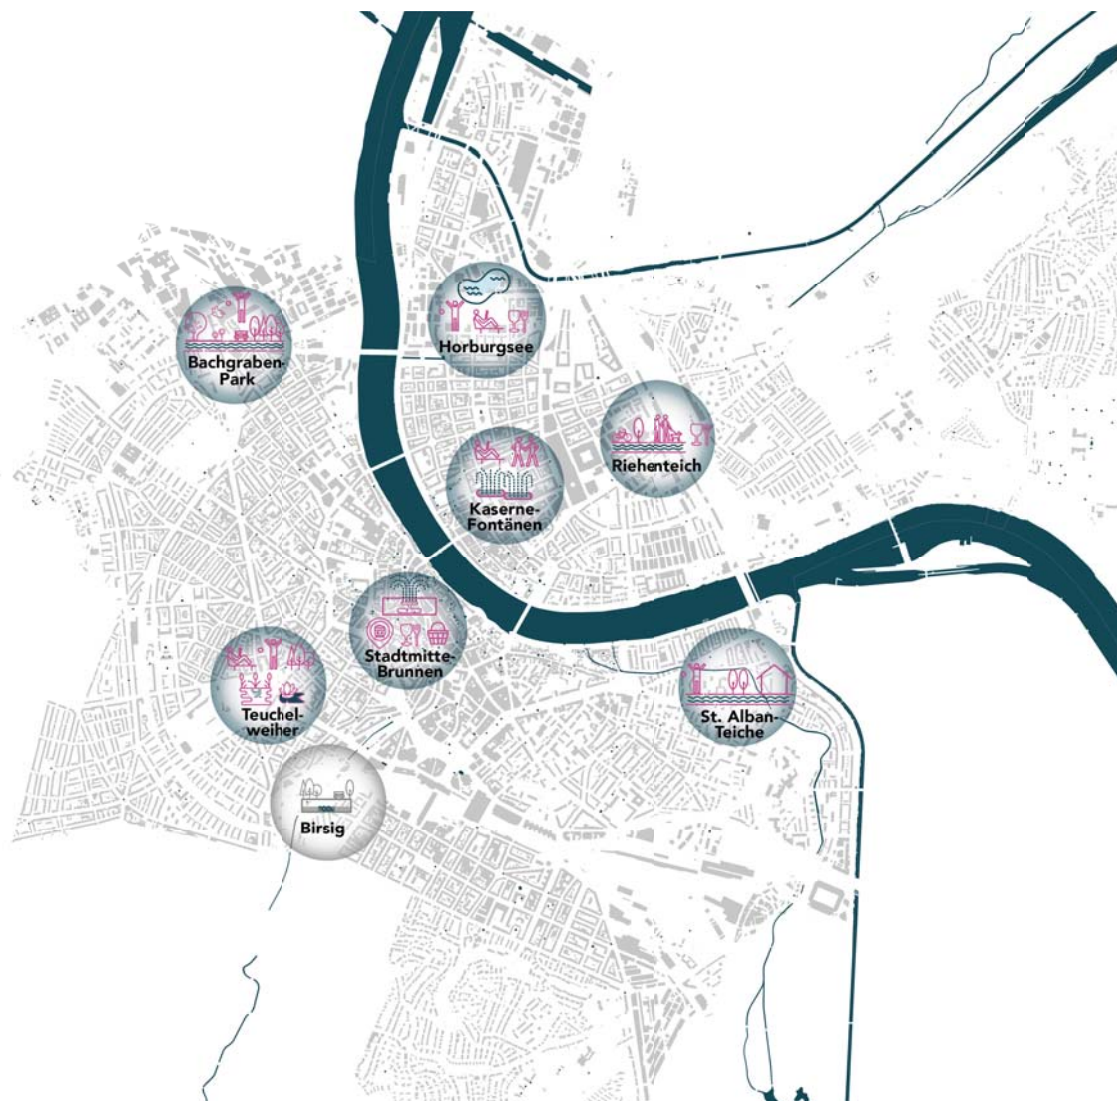 Horburgsee
Bachgraben-
Park
Riehenteich
Kaserne-
Fontänen
Stadtmitte-
Brunnen
Teuchel-
weiher
St. Alban-
Teiche
Birsig